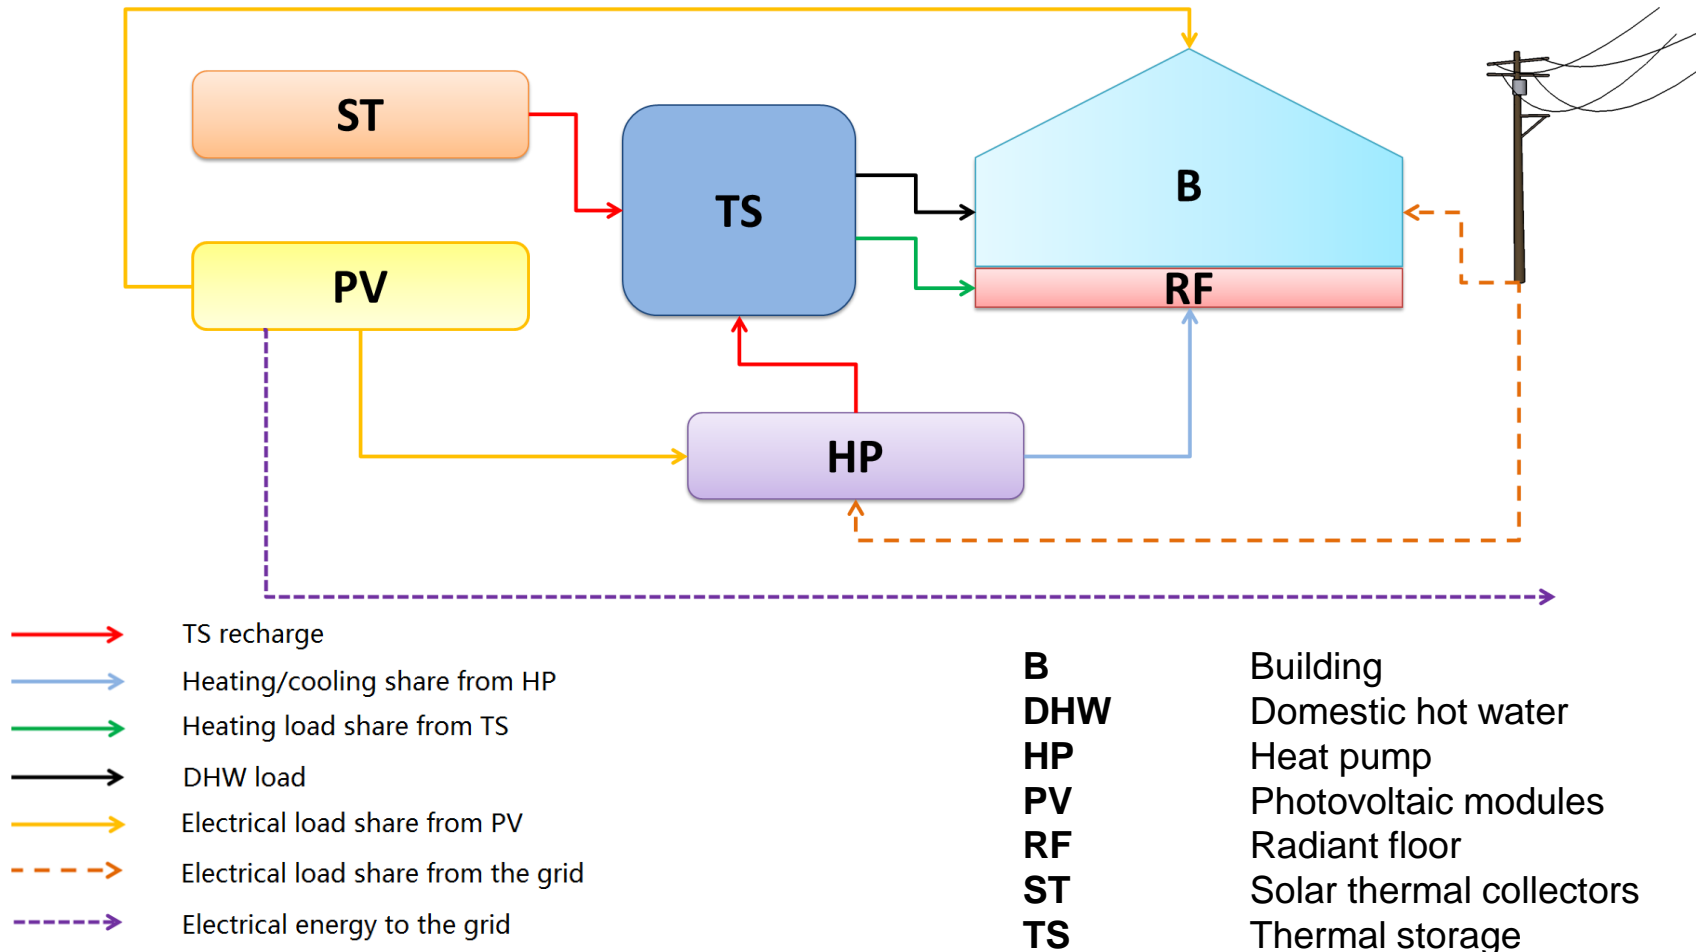 ST
TS
B
PV
RF
HP
TS recharge
Heating/cooling share from HP
Heating load share from TS
DHW load
Electrical load share from PV
Electrical load share from the grid
Electrical energy to the grid
B Building
DHW Domestic hot water
HP Heat pump
PV Photovoltaic modules
RF Radiant floor
ST Solar thermal collectors
TS Thermal storage